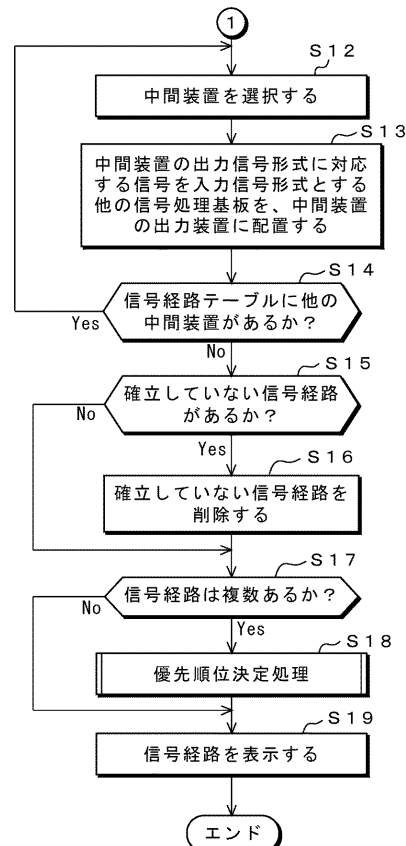 1
S12
中間装置を選択する
S13
中間装置の出力信号形式に対応
する信号を入力信号形式とする
他の信号処理基板を、中間装置
の出力装置に配置する
S14
信号経路テーブルに他の
中間装置があるか?
Yes
No
S15
確立していない信号経路
があるか?
No
Yes
S16
確立していない信号経路を
削除する
S17
信号経路は複数あるか?
No
Yes
S18
優先順位決定処理
S19
信号経路を表示する
エンド